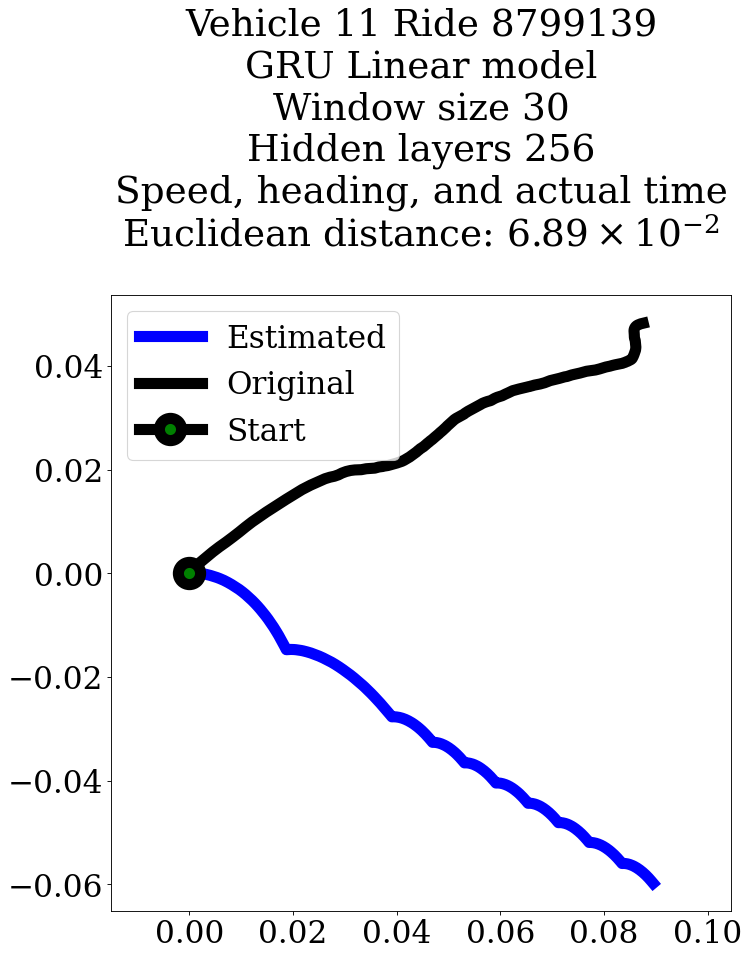 Vehicle 11 Ride 8799139
GRU Linear model
Window size 30
Hidden layers 256
Speed, heading, and actual time
Euclidean distance: 6.89 × 10⁻²
Estimated
Original
Start
0.04
0.02
0.00
−0.02
−0.04
−0.06
0.00 0.02 0.04 0.06 0.08 0.10